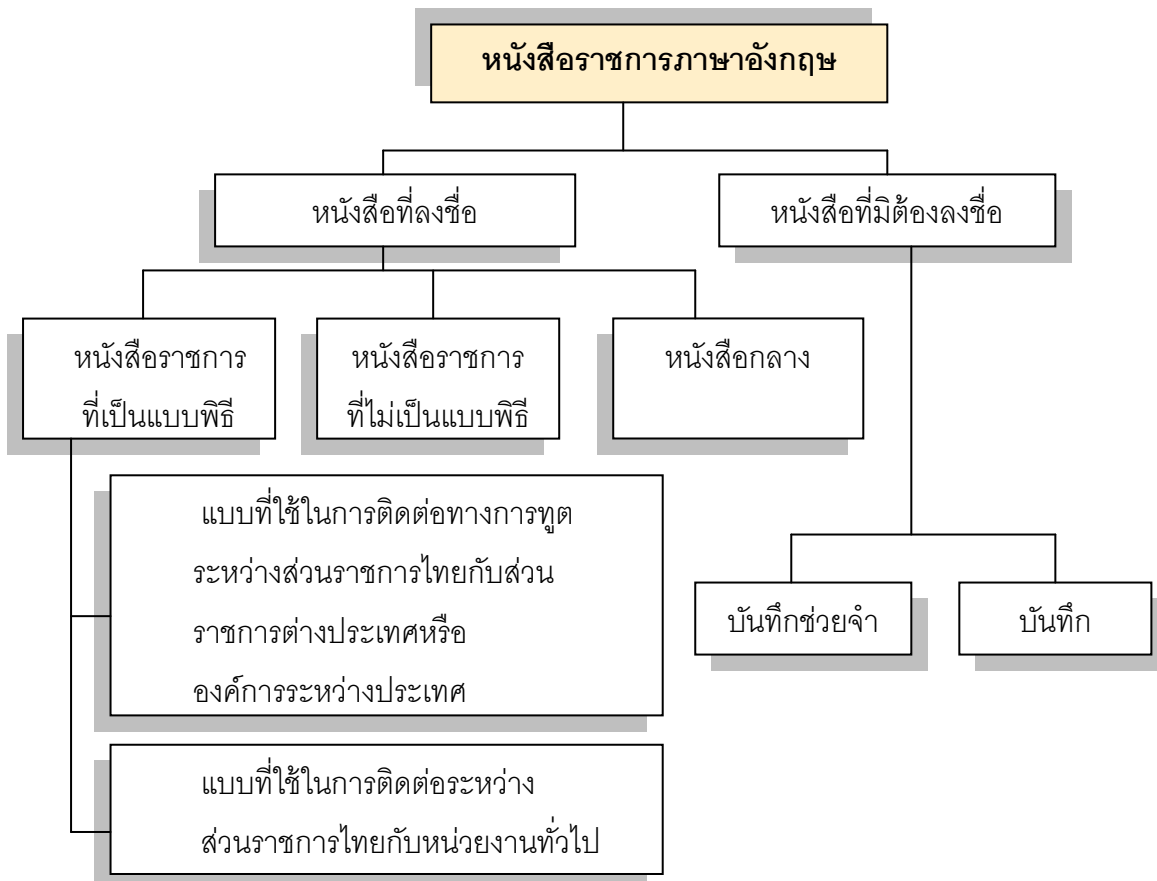 หนังสือราชการภาษาอังกฤษ
หนังสือที่ลงชื่อ
หนังสือที่มิต้องลงชื่อ
หนังสือราชการ
ที่เป็นแบบพิธี
หนังสือราชการ
ที่ไม่เป็นแบบพิธี
หนังสือกลาง
แบบที่ใช้ในการติดต่อทางการทูต
ระหว่างส่วนราชการไทยกับส่วน
ราชการต่างประเทศหรือ
องค์การระหว่างประเทศ
บันทึกช่วยจำ
บันทึก
แบบที่ใช้ในการติดต่อระหว่าง
ส่วนราชการไทยกับหน่วยงานทั่วไป